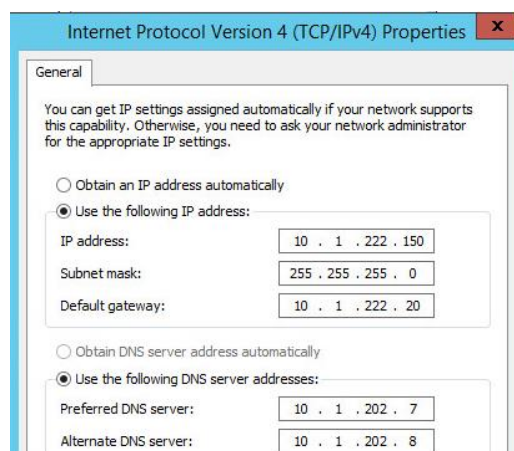 Internet Protocol Version 4 (TCP/IPv4) Properties
x
General
You can get IP settings assigned automatically if your network supports
this capability. Otherwise, you need to ask your network administrator
for the appropriate IP settings.
Obtain an IP address automatically
Use the following IP address:
IP address: 10 . 1 . 222 . 150
Subnet mask: 255 . 255 . 255 . 0
Default gateway: 10 . 1 . 222 . 20
Obtain DNS server address automatically
Use the following DNS server addresses:
Preferred DNS server: 10 . 1 . 202 . 7
Alternate DNS server: 10 . 1 . 202 . 8